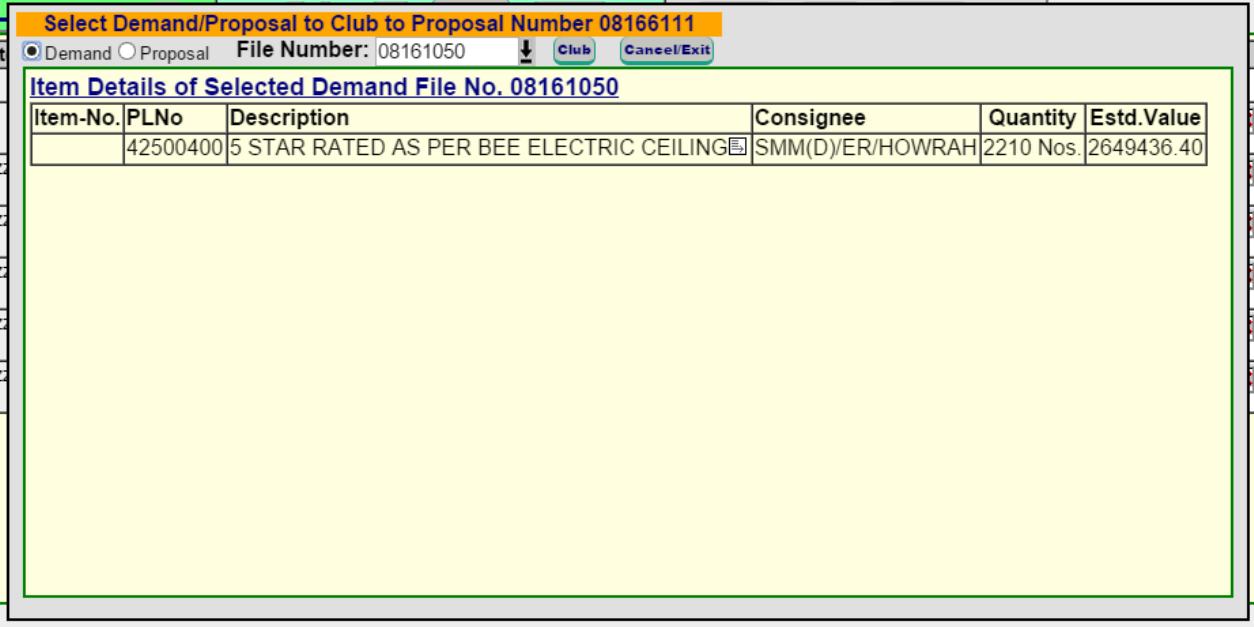 Select Demand/Proposal to Club to Proposal Number 08166111
Demand Proposal File Number: 08161050 Club Cancel/Exit
Item Details of Selected Demand File No. 08161050
Item-No. PLNo Description Consignee Quantity Estd.Value
42500400 5 STAR RATED AS PER BEE ELECTRIC CEILING SMM(D)/ER/HOWRAH 2210 Nos. 2649436.40